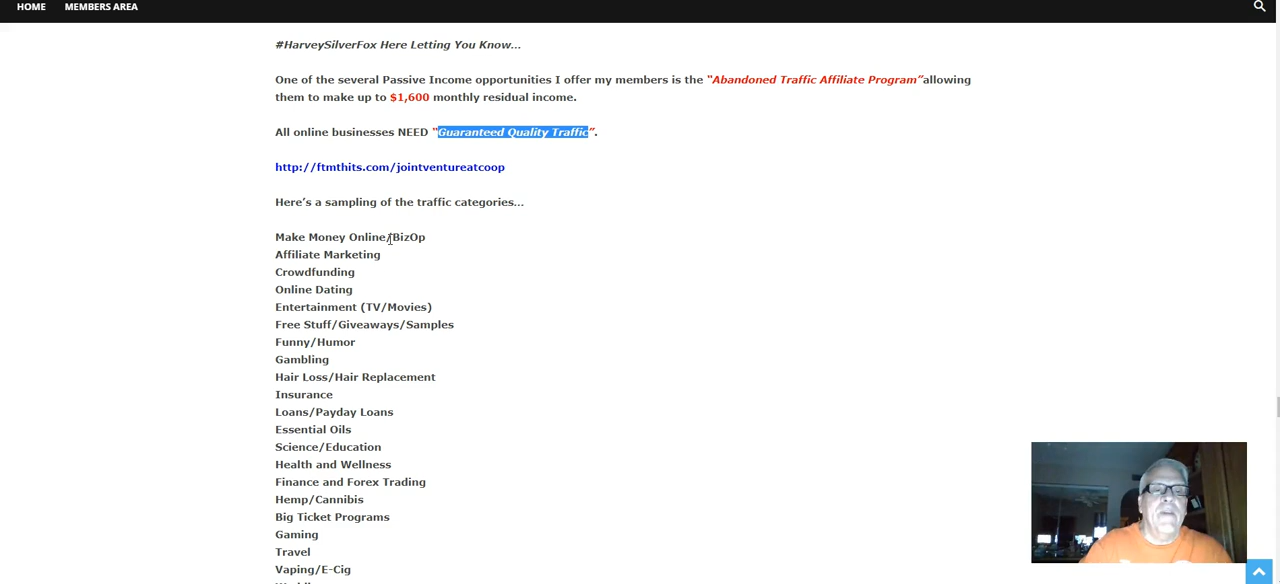 HOME MEMBERS AREA
#HarveySilverFox Here Letting You Know...
One of the several Passive Income opportunities I offer my members is the "Abandoned Traffic Affiliate Program"allowing
them to make up to $1,600 monthly residual income.
All online businesses NEED "Guaranteed Quality Traffic".
http://ftmthits.com/jointventureatcoop
Here's a sampling of the traffic categories...
Make Money Online/BizOp
Affiliate Marketing
Crowdfunding
Online Dating
Entertainment (TV/Movies)
Free Stuff/Giveaways/Samples
Funny/Humor
Gambling
Hair Loss/Hair Replacement
Insurance
Loans/Payday Loans
Essential Oils
Science/Education
Health and Wellness
Finance and Forex Trading
Hemp/Cannibis
Big Ticket Programs
Gaming
Travel
Vaping/E-Cig